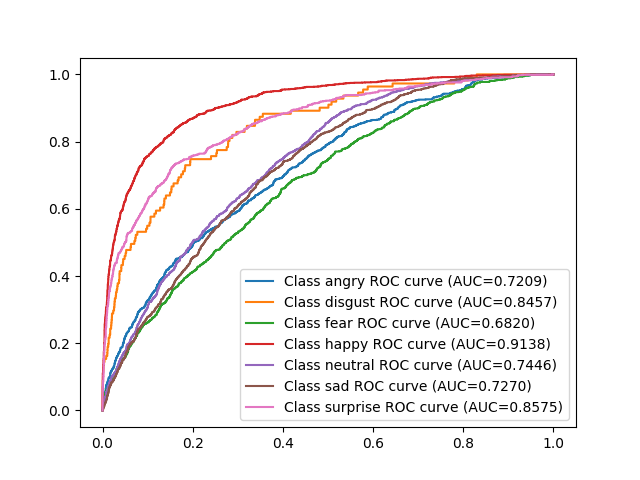 1.0
0.8
0.6
0.4
0.2
0.0
Class angry ROC curve (AUC=0.7209)
Class disgust ROC curve (AUC=0.8457)
Class fear ROC curve (AUC=0.6820)
Class happy ROC curve (AUC=0.9138)
Class neutral ROC curve (AUC=0.7446)
Class sad ROC curve (AUC=0.7270)
Class surprise ROC curve (AUC=0.8575)
0.0 0.2 0.4 0.6 0.8 1.0